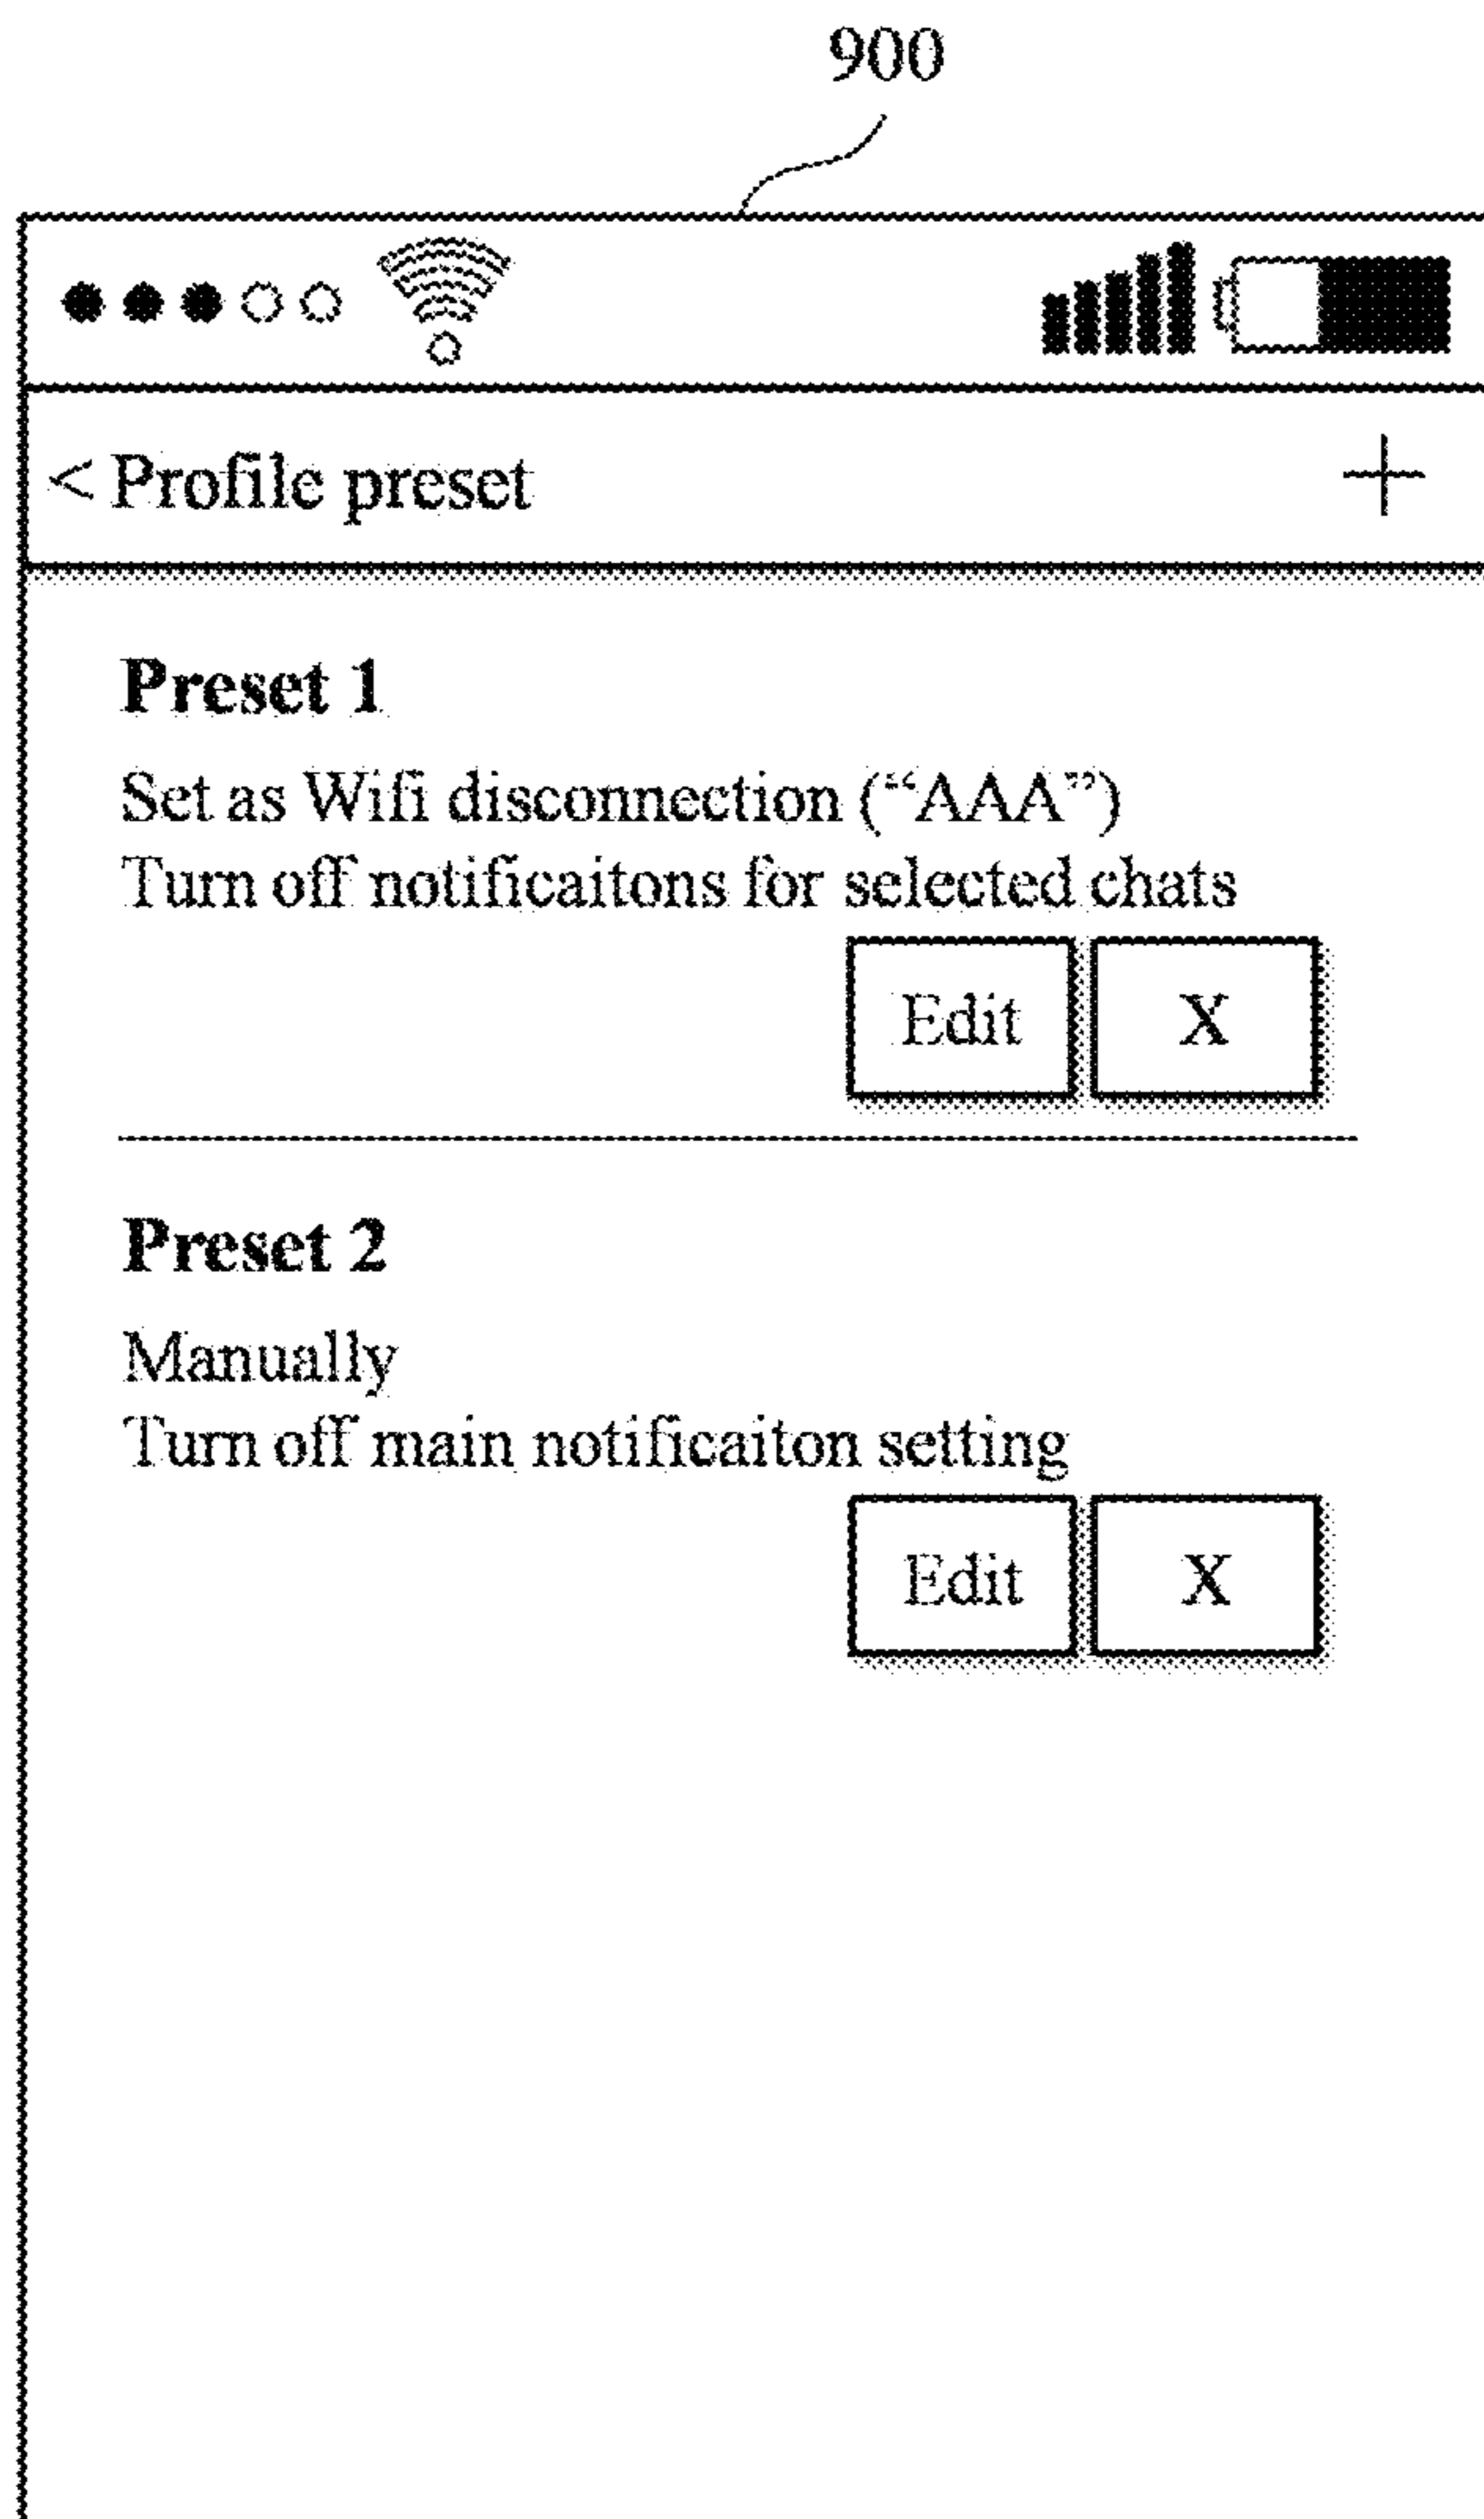 900
< Profile preset +
Preset 1
Set as Wifi disconnection (“AAA”)
Turn off notificaitons for selected chats
Edit X
Preset 2
Manually
Turn off main notificaiton setting
Edit X